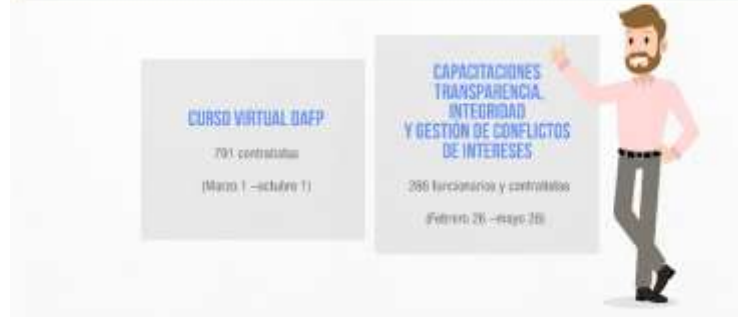 CURSO VIRTUAL DAFP
791 contratistas
(Marzo 1 –octubre 1)
CAPACITACIONES
TRANSPARENCIA,
INTEGRIDAD
Y GESTIÓN DE CONFLICTOS
DE INTERESES
286 funcionarios y contratistas
(Febrero 26 –mayo 26)